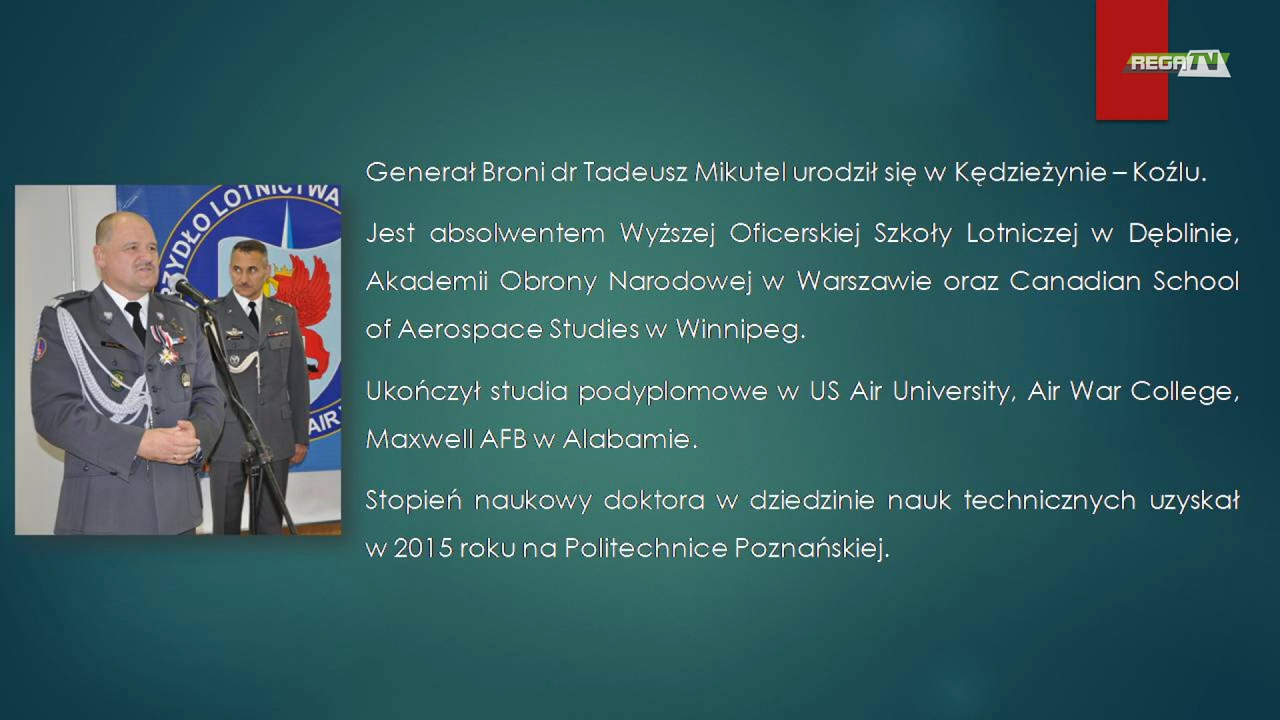 REGA TV
Generał Broni dr Tadeusz Mikutel urodził się w Kędzieżynie – Koźlu.
Jest absolwentem Wyższej Oficerskiej Szkoły Lotniczej w Dęblinie,
Akademii Obrony Narodowej w Warszawie oraz Canadian School
of Aerospace Studies w Winnipeg.
Ukończył studia podyplomowe w US Air University, Air War College,
Maxwell AFB w Alabamie.
Stopień naukowy doktora w dziedzinie nauk technicznych uzyskał
w 2015 roku na Politechnice Poznańskiej.
LOTNICTWA
AIR